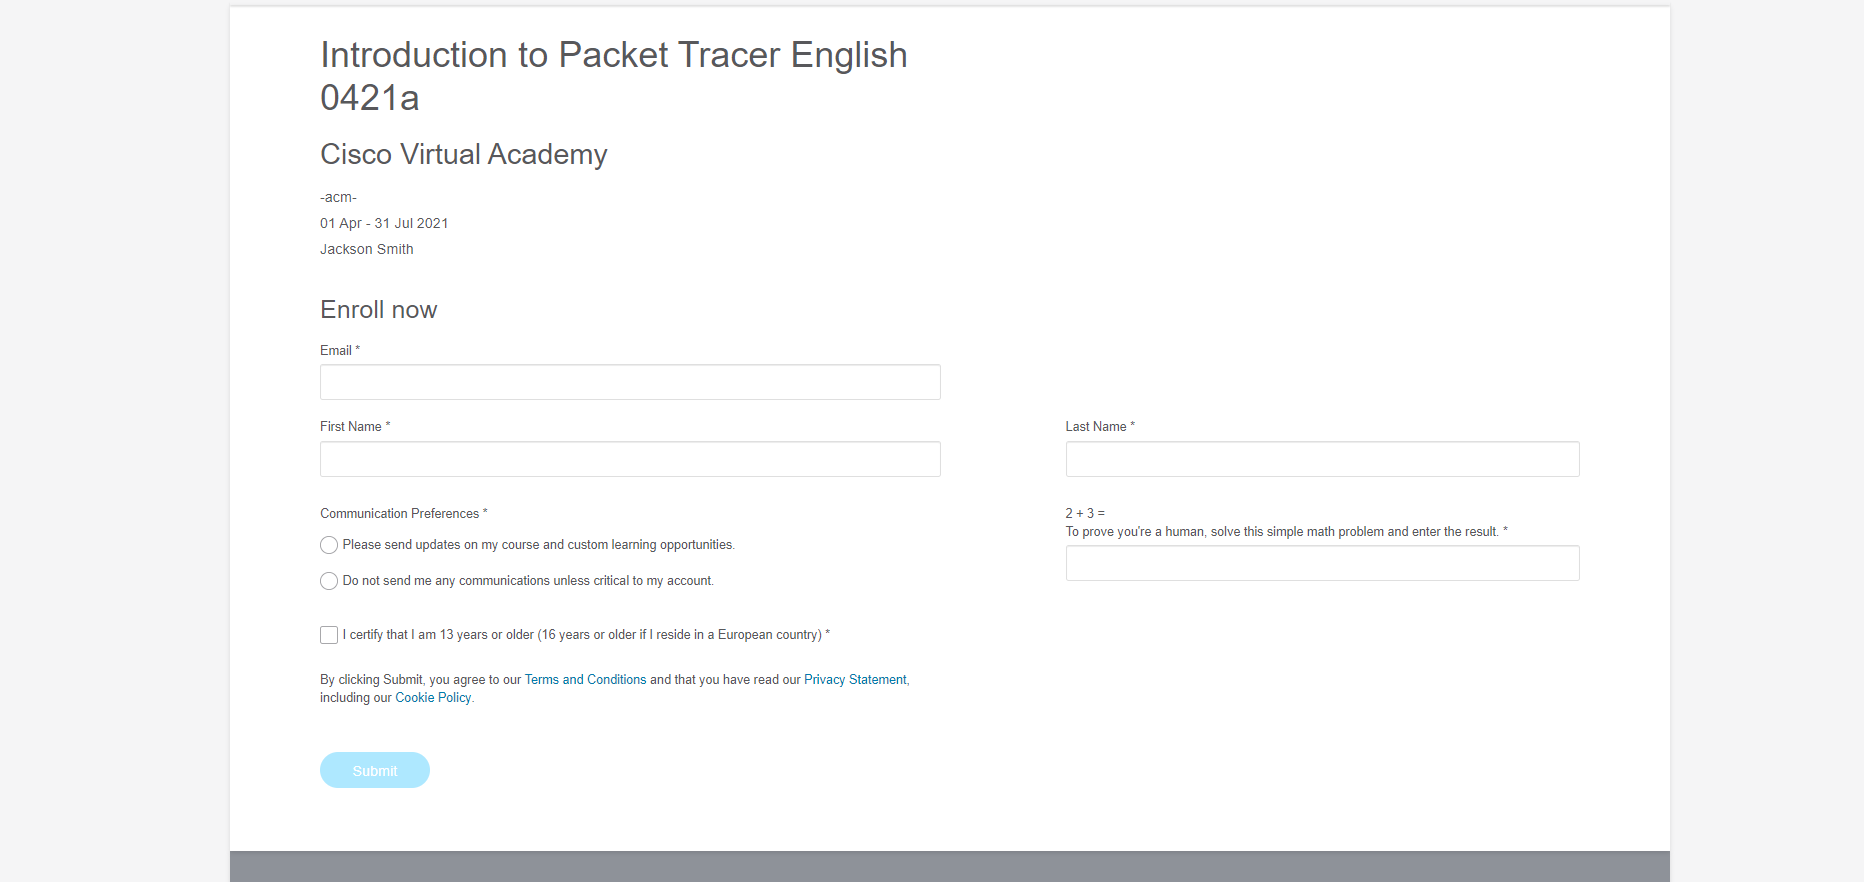 Introduction to Packet Tracer English
0421a
Cisco Virtual Academy
-acm-
01 Apr - 31 Jul 2021
Jackson Smith
Enroll now
Email *
First Name *
Last Name *
Communication Preferences *
Please send updates on my course and custom learning opportunities.
Do not send me any communications unless critical to my account.
2 + 3 =
To prove you're a human, solve this simple math problem and enter the result. *
I certify that I am 13 years or older (16 years or older if I reside in a European country) *
By clicking Submit, you agree to our Terms and Conditions and that you have read our Privacy Statement,
including our Cookie Policy.
Submit